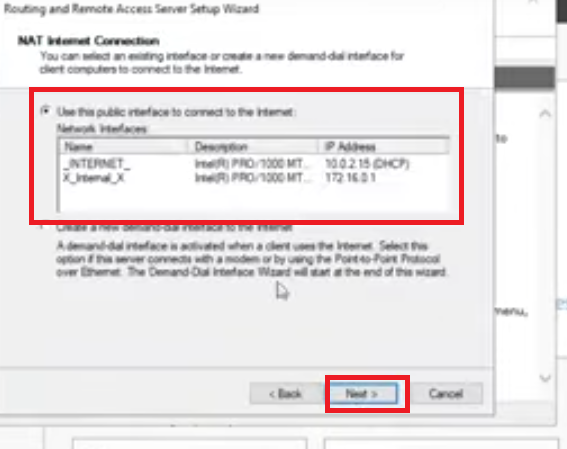 Routing and Remote Access Server Setup Wizard
NAT Internet Connection
You can select an existing interface or create a new demand-dial interface for
client computers to connect to the Internet.
Use this public interface to connect to the Internet:
Network Interfaces:
Name Description IP Address
_INTERNET_ Intel(R) PRO/1000 MT... 10.0.2.15 (DHCP)
X_Internal_X Intel(R) PRO/1000 MT... 172.16.0.1
Create a new demand-dial interface to the Internet
A demand-dial interface is activated when a client uses the Internet. Select this
option if this server connects with a modem or by using the Point-to-Point Protocol
over Ethernet. The Demand-Dial Interface Wizard will start at the end of this wizard.
< Back Next > Cancel
to
menu,